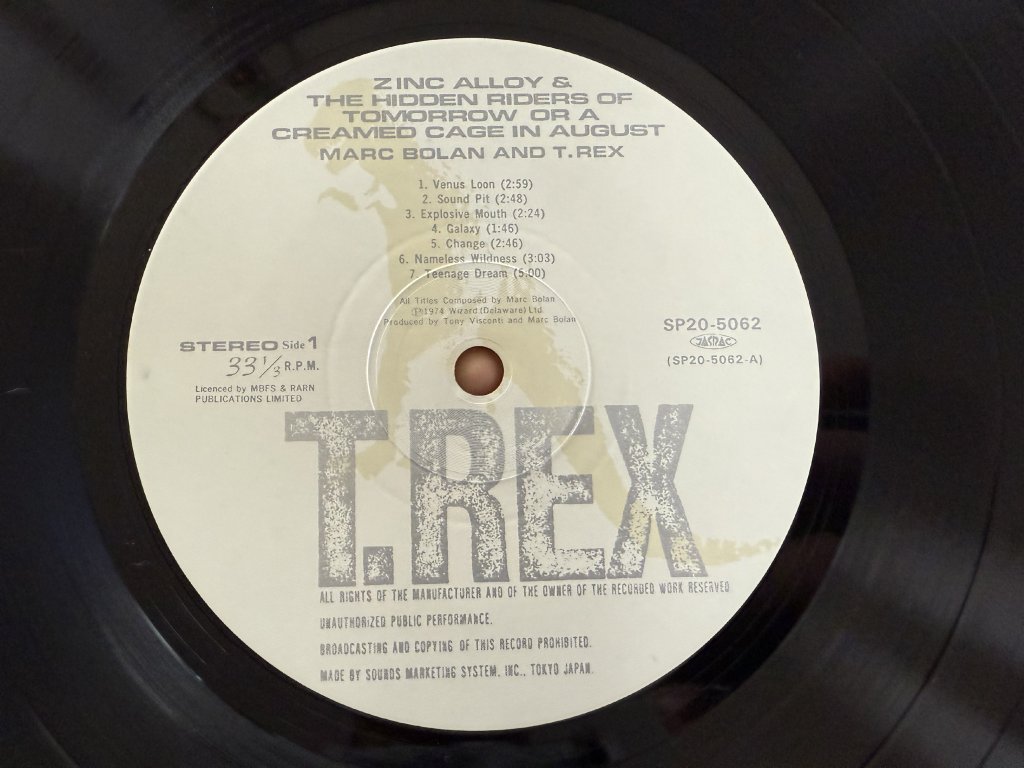 ZINC ALLOY &
THE HIDDEN RIDERS OF
TOMORROW OR A
CREAMED CAGE IN AUGUST
MARC BOLAN AND T.REX
1. Venus Loon (2:59)
2. Sound Pit (2:48)
3. Explosive Mouth (2:24)
4. Galaxy (1:46)
5. Change (2:46)
6. Nameless Wildness (3:03)
7. Teenage Dream (5:00)
All Titles Composed by Marc Bolan
Ⓟ1974 Wizard (Delaware) Ltd.
Produced by Tony Visconti and Marc Bolan
STEREO Side 1
33 1/3 R.P.M.
Licenced by MBFS & RARN
PUBLICATIONS LIMITED
SP20-5062
JASRAC
(SP20-5062-A)
T.REX
ALL RIGHTS OF THE MANUFACTURER AND OF THE OWNER OF THE RECORDED WORK RESERVED
UNAUTHORIZED PUBLIC PERFORMANCE.
BROADCASTING AND COPYING OF THIS RECORD PROHIBITED.
MADE BY SOUNDS MARKETING SYSTEM, INC., TOKYO JAPAN.